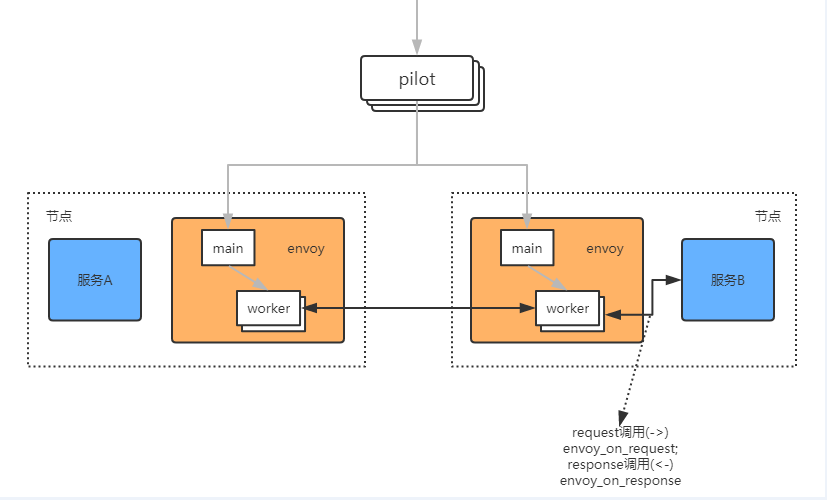 pilot
节点
服务A
main
envoy
worker
节点
main
envoy
worker
服务B
request调用(->)
envoy_on_request;
response调用(<-)
envoy_on_response